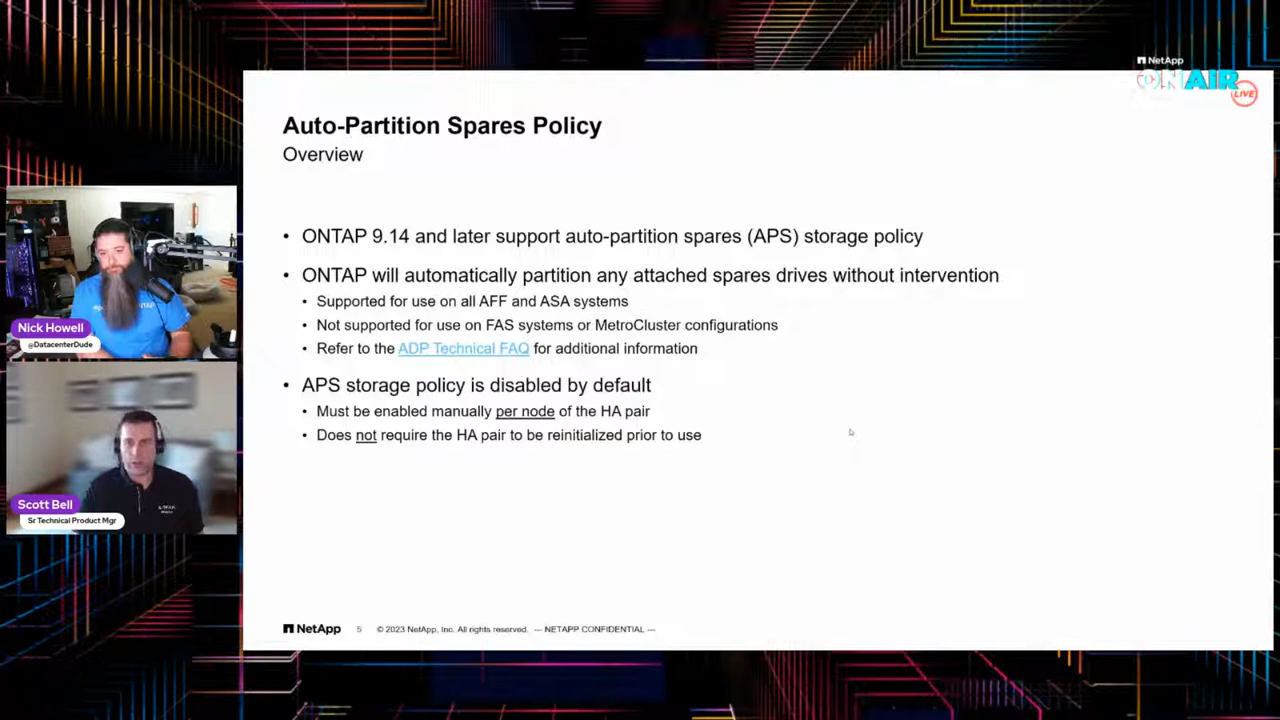 NetApp
ON AIR
LIVE
Auto-Partition Spares Policy
Overview
• ONTAP 9.14 and later support auto-partition spares (APS) storage policy
• ONTAP will automatically partition any attached spares drives without intervention
• Supported for use on all AFF and ASA systems
• Not supported for use on FAS systems or MetroCluster configurations
• Refer to the ADP Technical FAQ for additional information
• APS storage policy is disabled by default
• Must be enabled manually per node of the HA pair
• Does not require the HA pair to be reinitialized prior to use
Nick Howell
@DatacenterDude
Scott Bell
Sr Technical Product Mgr
NetApp
5
© 2023 NetApp, Inc. All rights reserved. — NETAPP CONFIDENTIAL —